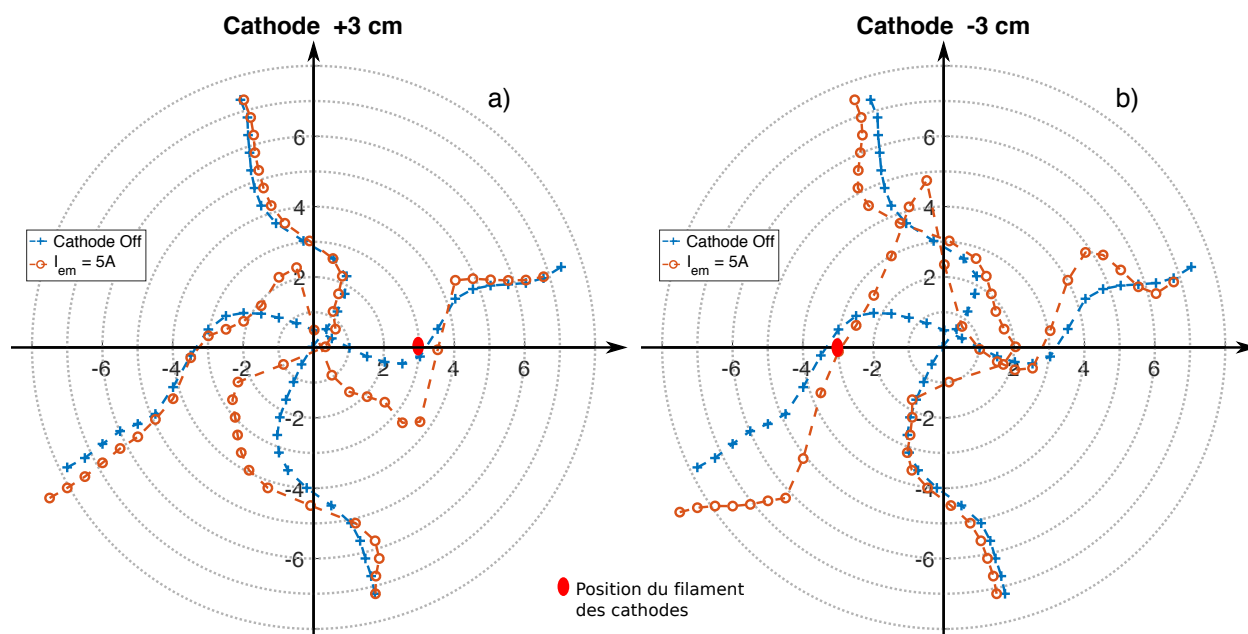 Cathode +3 cm
a)
6
4
2
-6
-4
-2
2
4
6
-2
-4
-6
Cathode Off
I_em = 5A
Cathode -3 cm
b)
6
4
2
-6
-4
-2
2
4
6
-2
-4
-6
Cathode Off
I_em = 5A
Position du filament
des cathodes